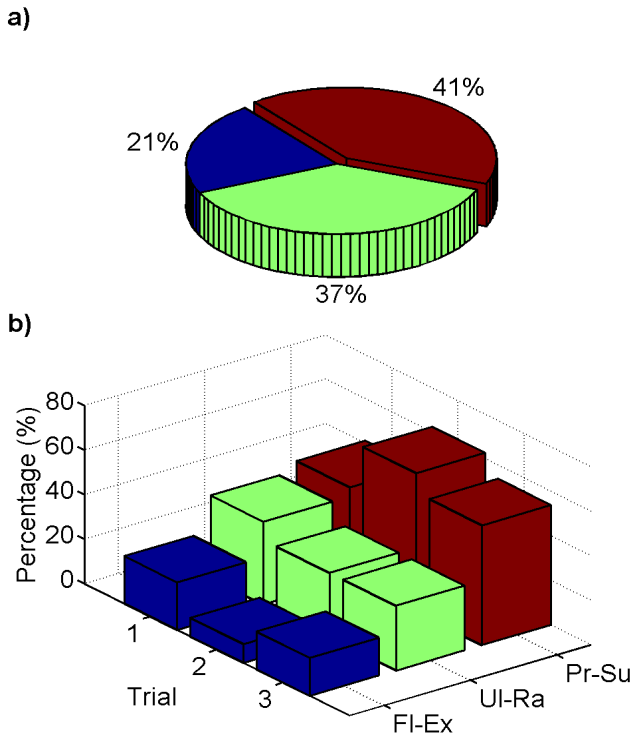 a)
41%
21%
37%
b)
80
60
40
20
0
Percentage (%)
1
2
3
Trial
Fl-Ex
Ul-Ra
Pr-Su